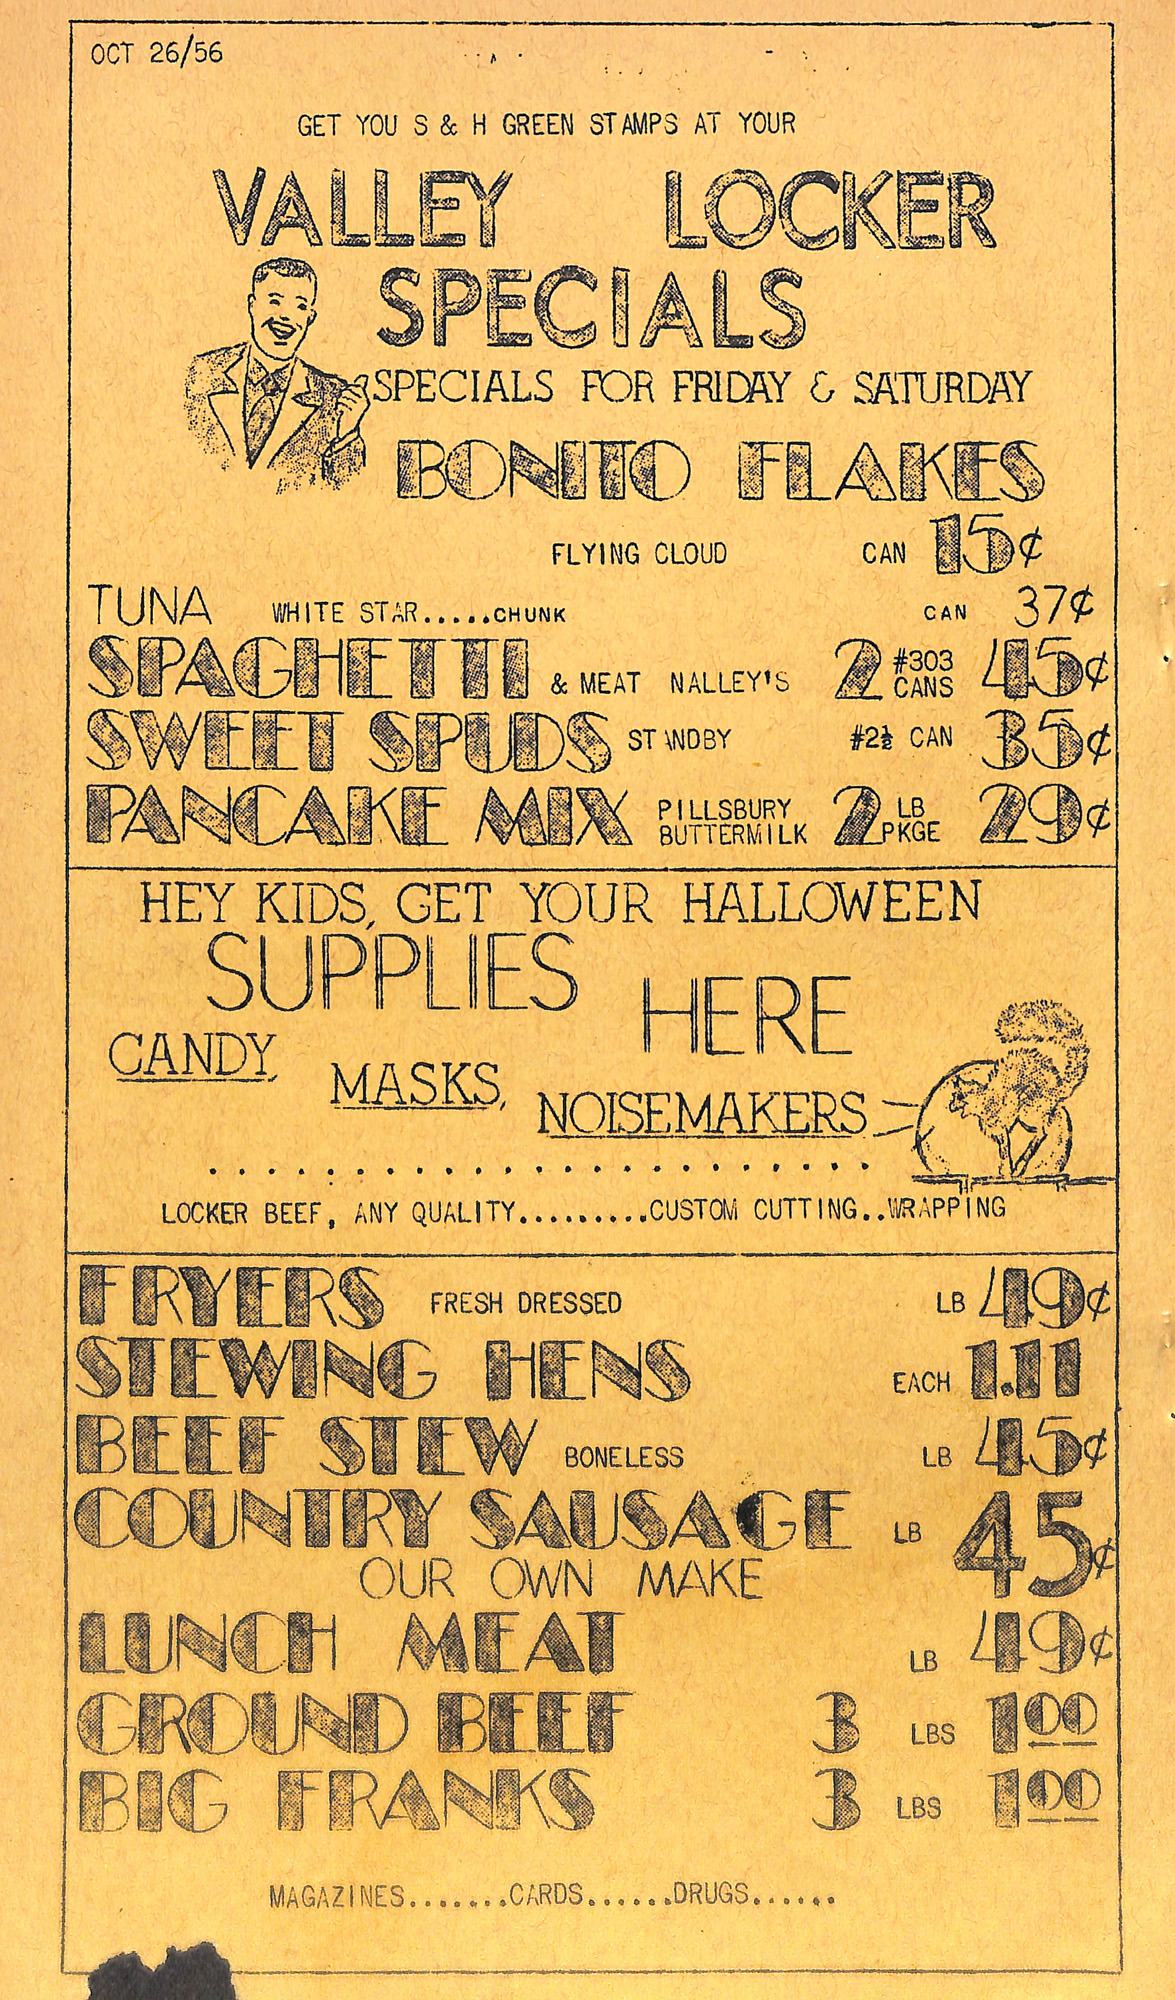 OCT 26/56
GET YOU S & H GREEN STAMPS AT YOUR
VALLEY LOCKER
SPECIALS
SPECIALS FOR FRIDAY & SATURDAY
BONITO FLAKES
FLYING CLOUD CAN 15¢
TUNA WHITE STAR.....CHUNK CAN 37¢
SPAGHETTI & MEAT NALLEY'S 2 #303 CANS 45¢
SWEET SPUDS STANDBY #2½ CAN 35¢
PANCAKE MIX PILLSBURY BUTTERMILK 2 LB PKGE 29¢
HEY KIDS, GET YOUR HALLOWEEN
SUPPLIES
HERE
CANDY,
MASKS,
NOISEMAKERS
LOCKER BEEF, ANY QUALITY.........CUSTOM CUTTING..WRAPPING
FRYERS FRESH DRESSED LB 49¢
STEWING HENS EACH 1.11
BEEF STEW BONELESS LB 45¢
COUNTRY SAUSAGE LB 45¢
OUR OWN MAKE
LUNCH MEAT LB 49¢
GROUND BEEF 3 LBS 1 00
BIG FRANKS 3 LBS 1 00
MAGAZINES.......CARDS......DRUGS......